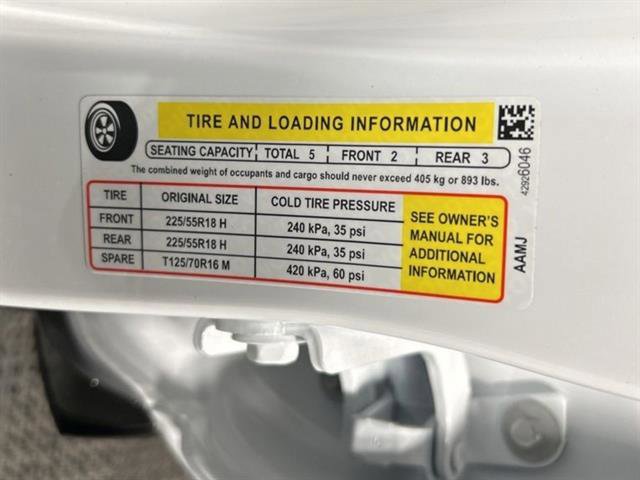 TIRE AND LOADING INFORMATION
SEATING CAPACITY TOTAL 5 FRONT 2 REAR 3
The combined weight of occupants and cargo should never exceed 405 kg or 893 lbs.
TIRE ORIGINAL SIZE COLD TIRE PRESSURE
FRONT 225/55R18 H 240 kPa, 35 psi
REAR 225/55R18 H 240 kPa, 35 psi
SPARE T125/70R16 M 420 kPa, 60 psi
SEE OWNER'S
MANUAL FOR
ADDITIONAL
INFORMATION
42926046
AAMJ